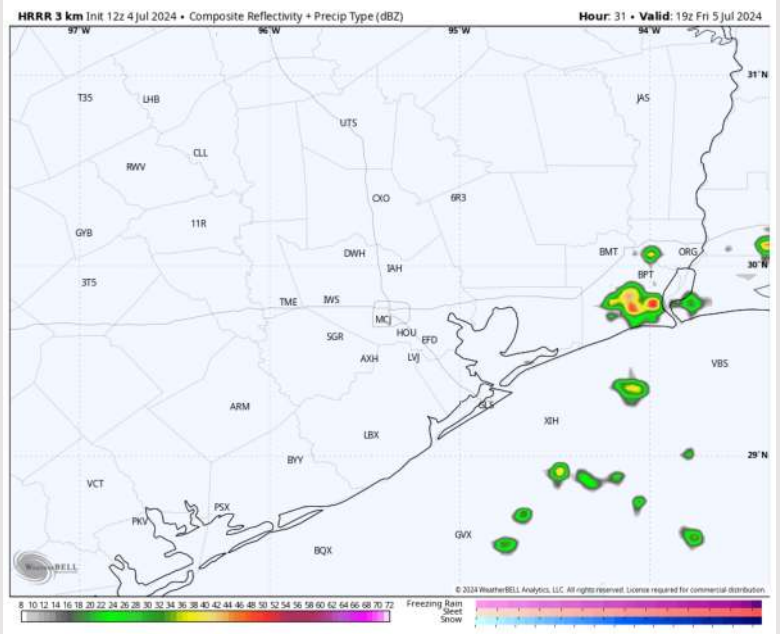 HRRR 3 km Init 12z 4 Jul 2024 • Composite Reflectivity + Precip Type (dBZ) Hour: 31 • Valid: 19z Fri 5 Jul 2024
97°W 96°W 95°W 94°W
31°N
T35 LHB JAS
UTS
CLL
RWV
CXO 6R3
11R
GYB
BMT ORG
DWH
30°N
IAH
BPT
3T5
TME IWS
MCJ
HOU
SGR EFD
AXH LVJ
VBS
ARM GLS
XIH
LBX
29°N
BYY
VCT
PSX
PKV
GVX
BQX
WeatherBELL
© 2024 WeatherBELL Analytics, LLC. All rights reserved. License required for commercial distribution.
8 10 12 14 16 18 20 22 24 26 28 30 32 34 36 38 40 42 44 46 48 50 52 54 56 58 60 62 64 66 68 70 72
Freezing Rain
Sleet
Snow